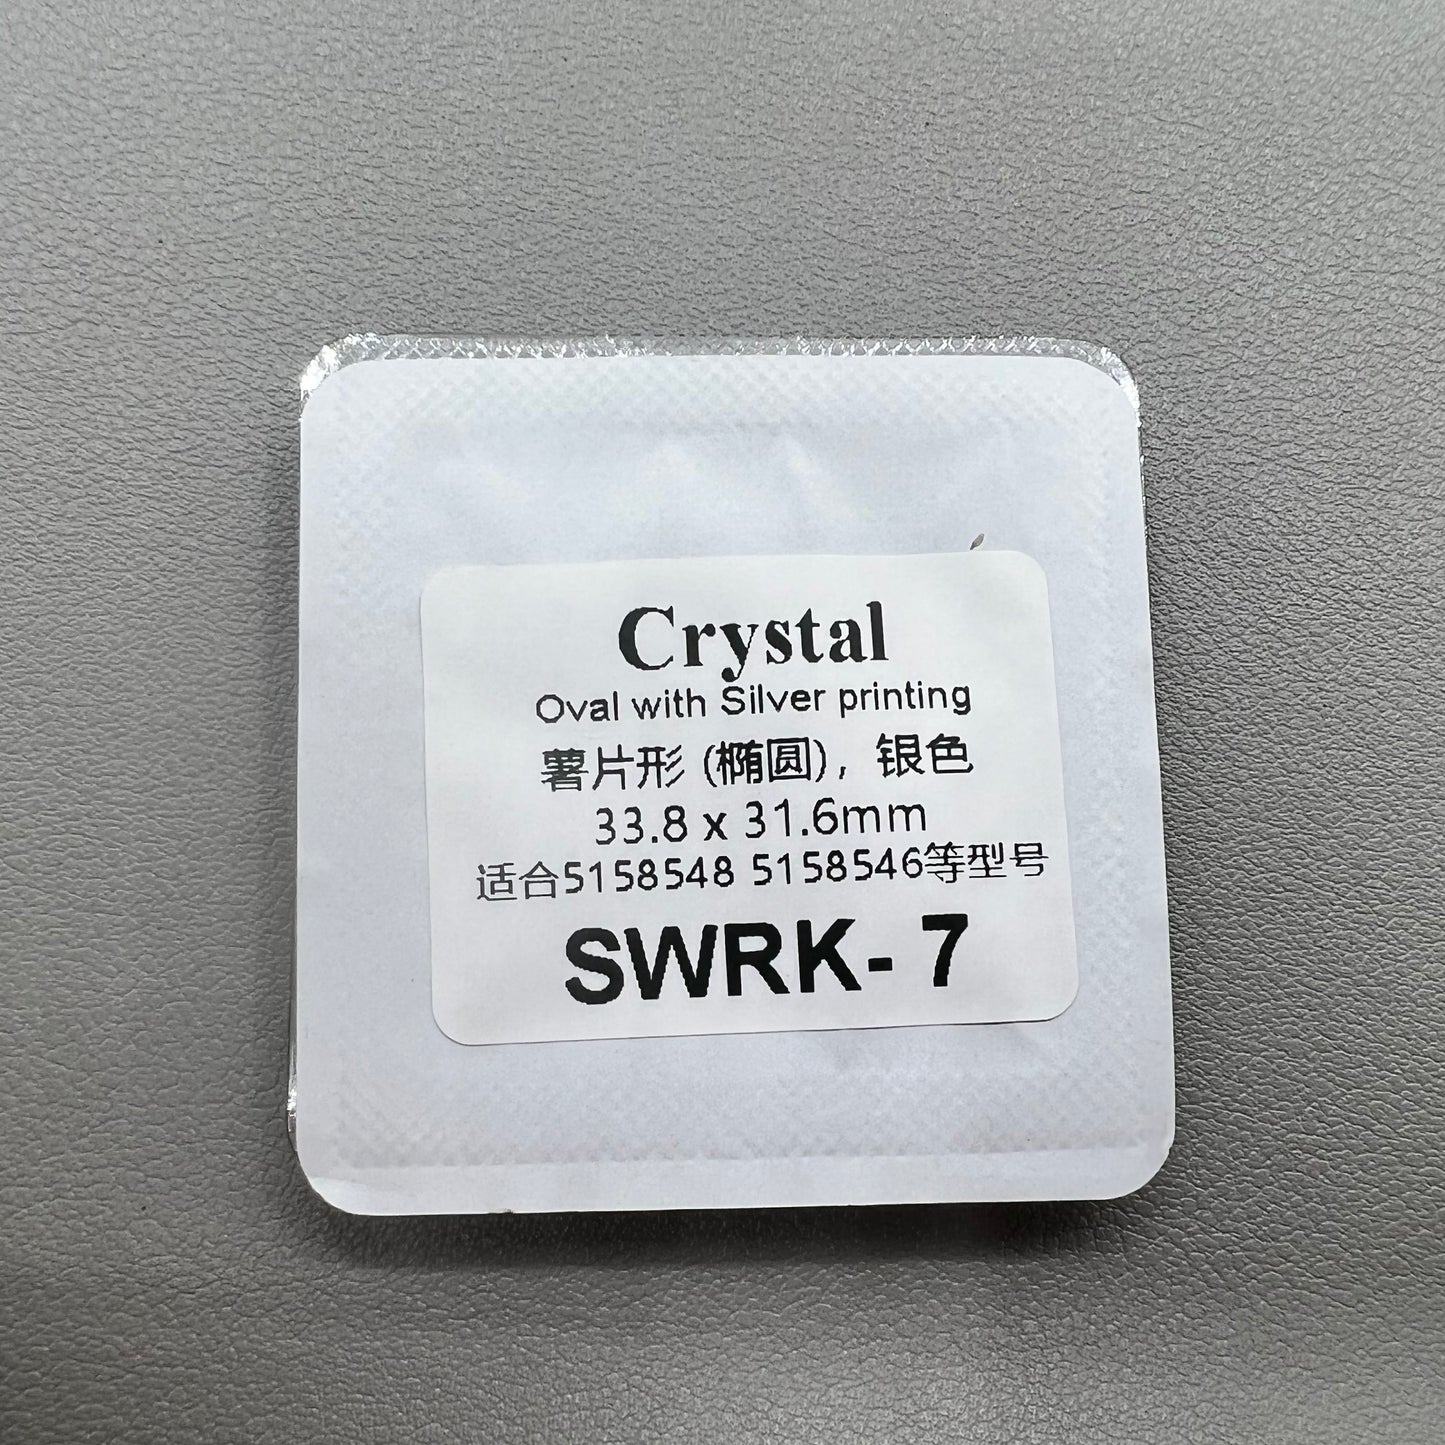 Crystal
Oval with Silver printing
薯片形 (椭圆)，银色
33.8 x 31.6mm
适合5158548 5158546等型号
SWRK- 7